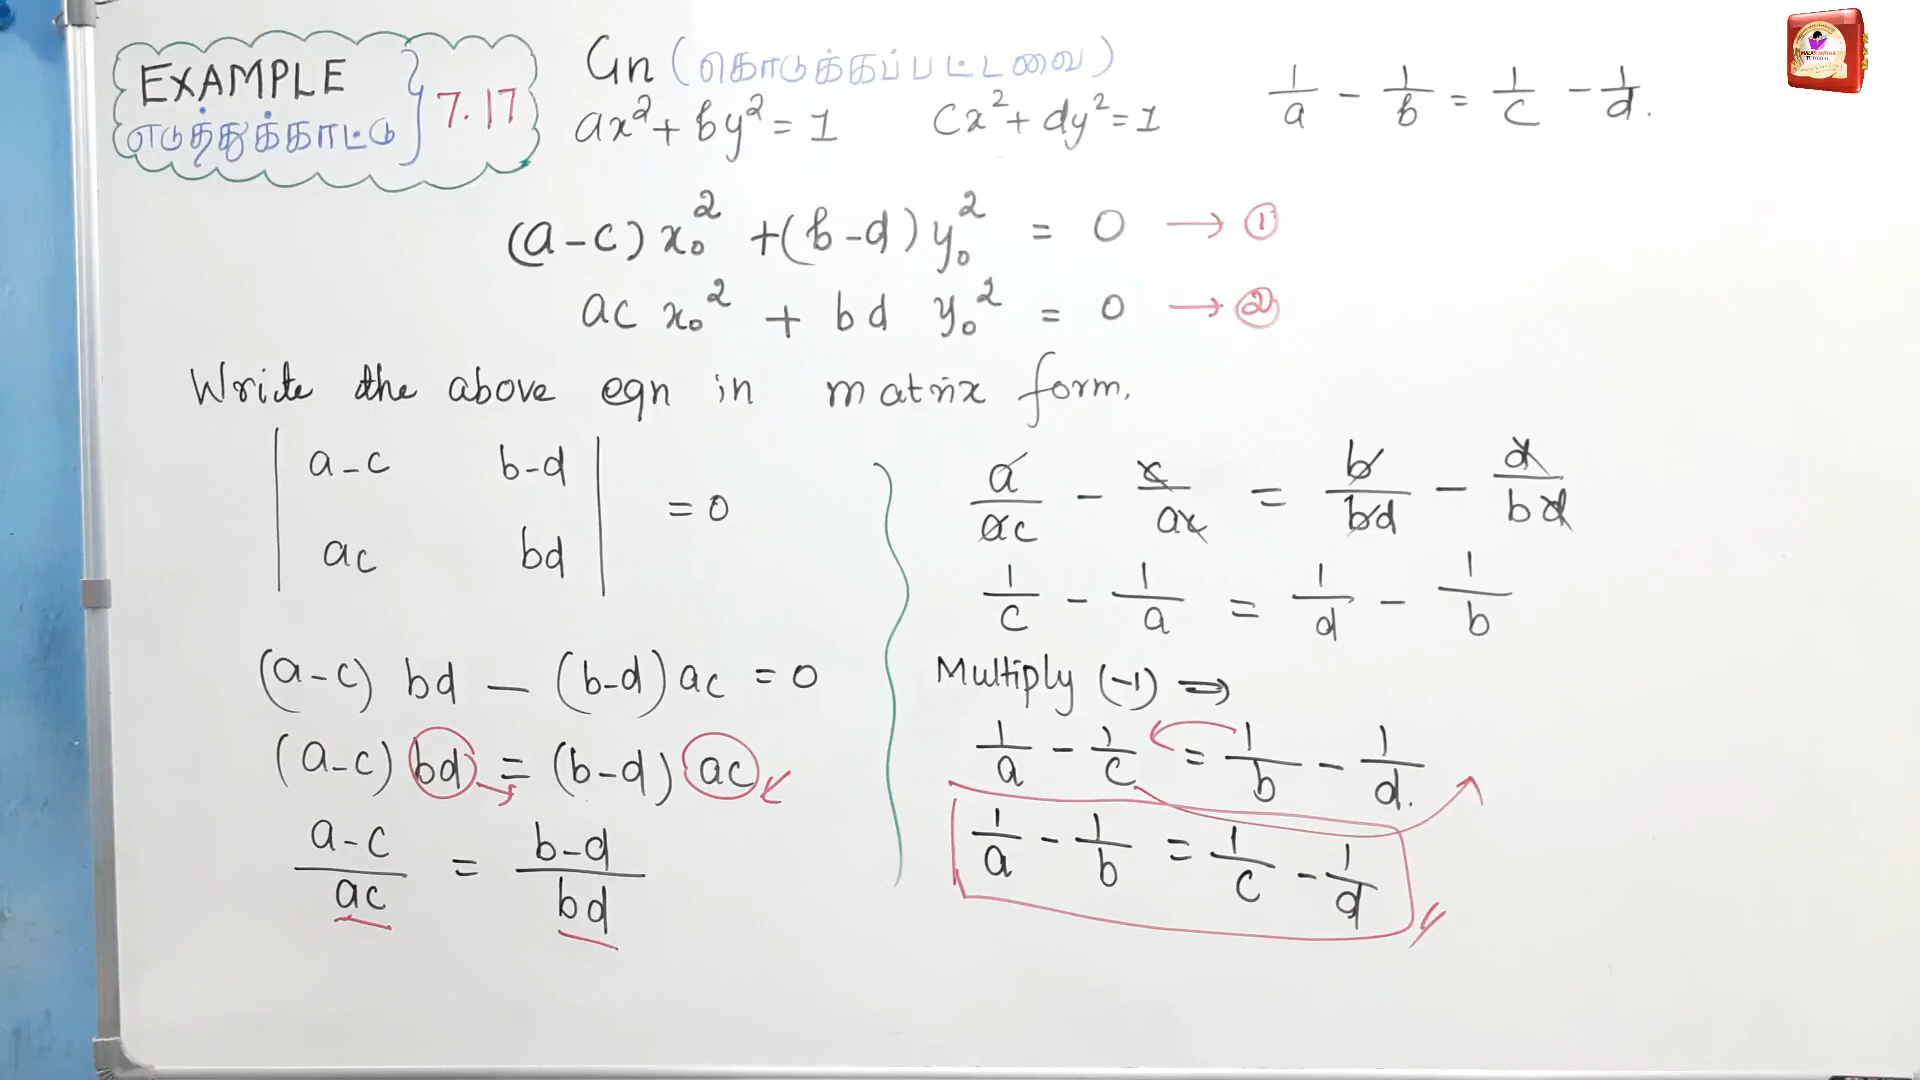 EXAMPLE
எடுத்துக்காட்டு } 7.17
Gn (கொடுக்கப்பட்டவை)
ax² + by² = 1   cx² + dy² = 1   1/a - 1/b = 1/c - 1/d.
(a-c) x₀² + (b-d) y₀² = 0 → ①
ac x₀² + bd y₀² = 0 → ②
Write the above eqn in matrix form.
| a-c   b-d |
| ac   bd | = 0
(a-c) bd - (b-d) ac = 0
(a-c) bd = (b-d) ac
a-c/ac = b-d/bd
a/ac - c/ac = b/bd - d/bd
1/c - 1/a = 1/d - 1/b
Multiply (-1) ⇒
1/a - 1/c = 1/b - 1/d.
1/a - 1/b = 1/c - 1/d